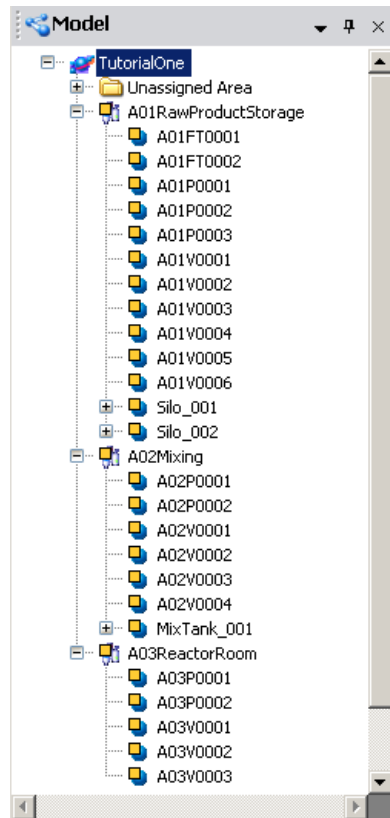 Model
TutorialOne
Unassigned Area
A01RawProductStorage
A01FT0001
A01FT0002
A01P0001
A01P0002
A01P0003
A01V0001
A01V0002
A01V0003
A01V0004
A01V0005
A01V0006
Silo_001
Silo_002
A02Mixing
A02P0001
A02P0002
A02V0001
A02V0002
A02V0003
A02V0004
MixTank_001
A03ReactorRoom
A03P0001
A03P0002
A03V0001
A03V0002
A03V0003